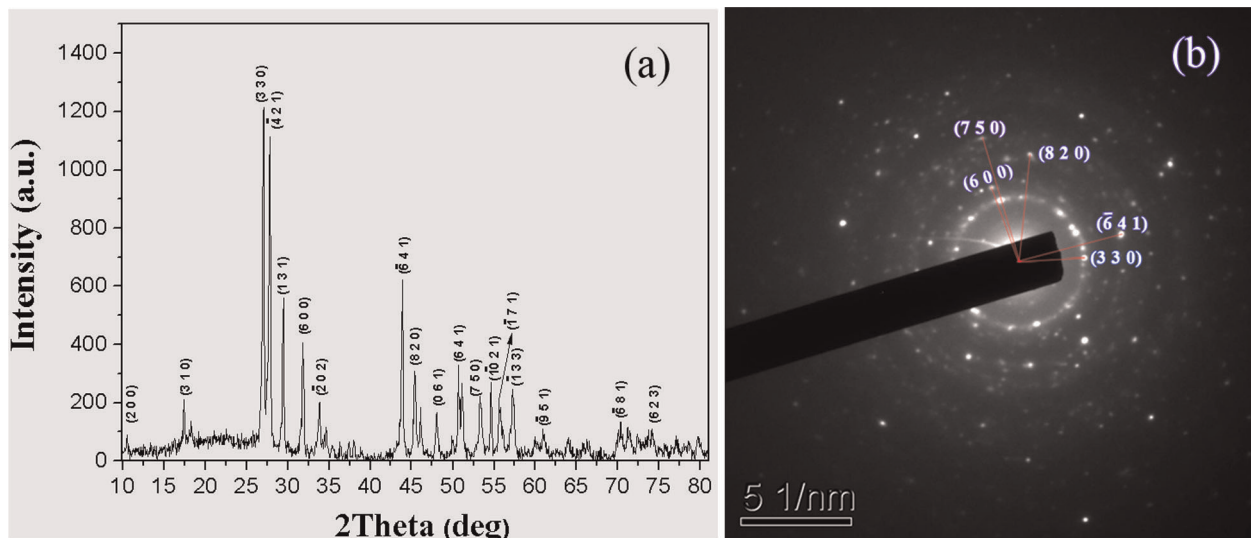 (a)
1400
1200
1000
800
600
400
200
0
Intensity (a.u.)
(2 0 0)
(3 1 0)
(3 3 0)
(4̄ 2 1)
(1 3 1)
(6 0 0)
(2̄ 0 2)
(6̄ 4 1)
(8 2 0)
(0 6 1)
(6 4 1)
(7 5 0)
(1̄0 2 1)
(1̄ 7 1)
(1̄ 3 3)
(9̄ 5 1)
(6̄ 8 1)
(6 2 3)
10 15 20 25 30 35 40 45 50 55 60 65 70 75 80
2Theta (deg)
(b)
(7 5 0)
(8 2 0)
(6 0 0)
(6̄ 4 1)
(3 3 0)
5 1/nm